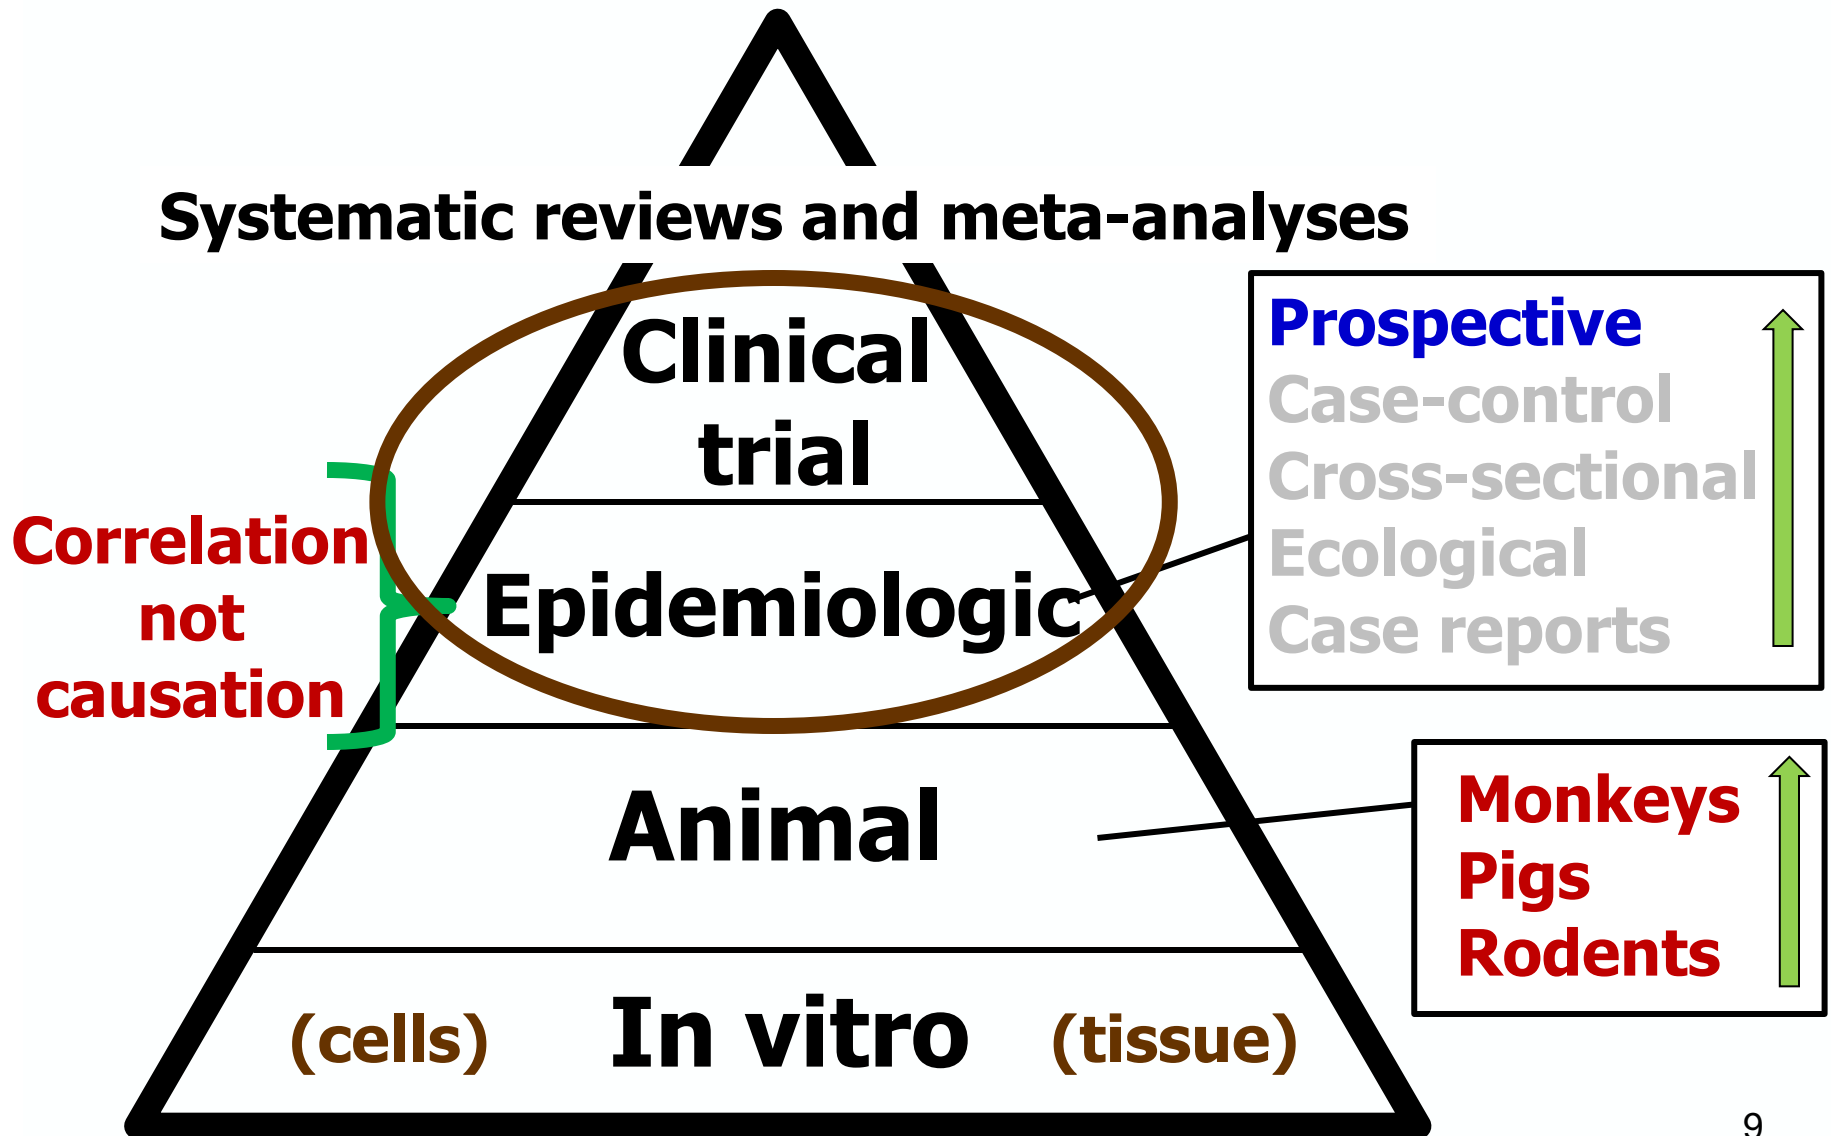 Systematic reviews and meta-analyses
Clinical
trial
Epidemiologic
Animal
(cells) In vitro (tissue)
Correlation
not
causation
Prospective
Case-control
Cross-sectional
Ecological
Case reports
Monkeys
Pigs
Rodents
9